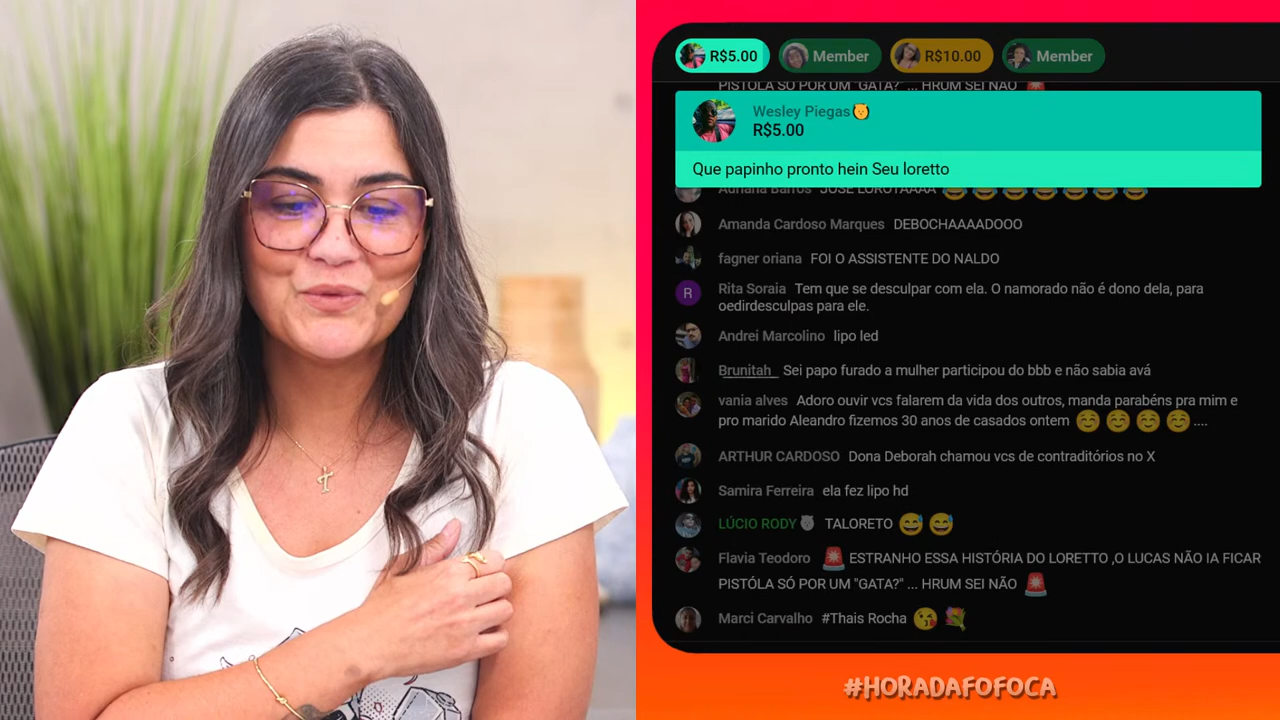 R$5.00
Member
R$10.00
Member
PISTÓLA SÓ POR UM "GATA?" ... HRUM SEI NÃO
Wesley Piegas
R$5.00
Que papinho pronto hein Seu loretto
Adriana Barros JOSÉ LOROTAAAA
Amanda Cardoso Marques DEBOCHAAAADOOO
fagner oriana FOI O ASSISTENTE DO NALDO
R
Rita Soraia Tem que se desculpar com ela. O namorado não é dono dela, para
oedirdesculpas para ele.
Andrei Marcolino lipo led
Brunitah_ Sei papo furado a mulher participou do bbb e não sabia avá
vania alves Adoro ouvir vcs falarem da vida dos outros, manda parabéns pra mim e
pro marido Aleandro fizemos 30 anos de casados ontem ....
ARTHUR CARDOSO Dona Deborah chamou vcs de contraditórios no X
Samira Ferreira ela fez lipo hd
LÚCIO RODY TALORETO
Flavia Teodoro ESTRANHO ESSA HISTÓRIA DO LORETTO ,O LUCAS NÃO IA FICAR
PISTÓLA SÓ POR UM "GATA?" ... HRUM SEI NÃO
Marci Carvalho #Thais Rocha
#HORADAFOFOCA